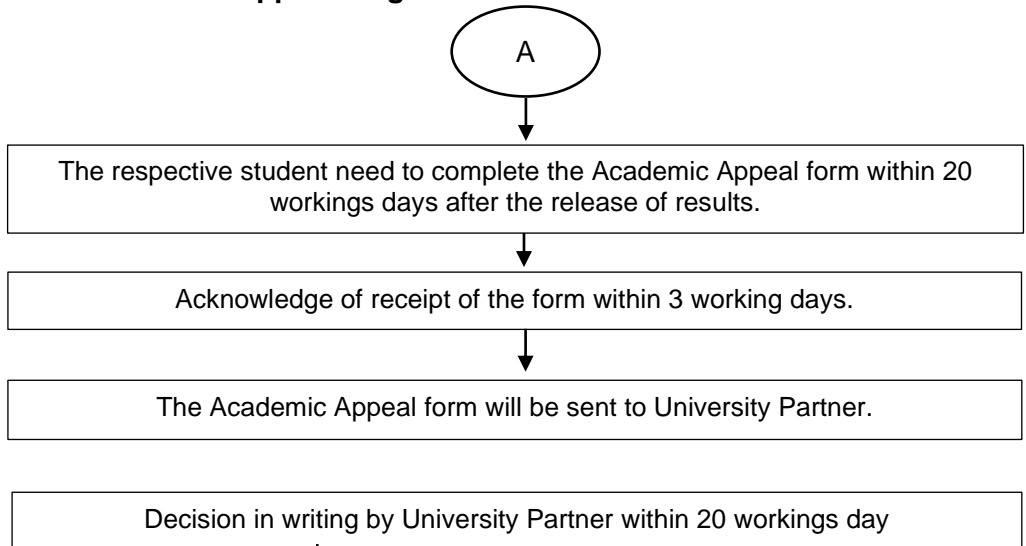 A
The respective student need to complete the Academic Appeal form within 20
workings days after the release of results.
Acknowledge of receipt of the form within 3 working days.
The Academic Appeal form will be sent to University Partner.
Decision in writing by University Partner within 20 workings day